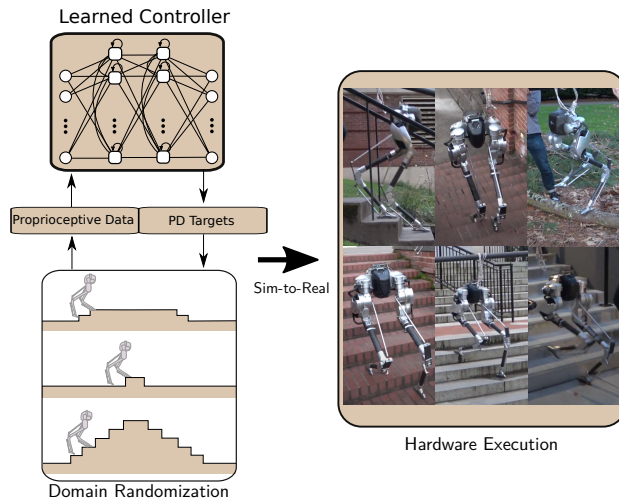 Learned Controller
Proprioceptive Data
PD Targets
Sim-to-Real
Domain Randomization
Hardware Execution